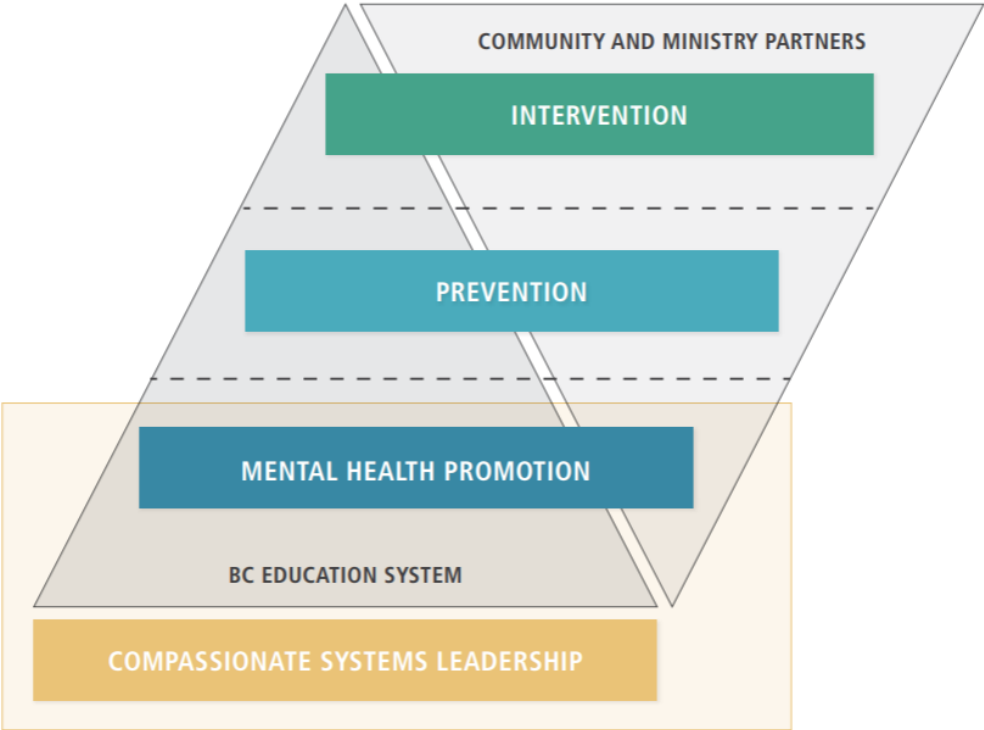 COMMUNITY AND MINISTRY PARTNERS
INTERVENTION
PREVENTION
MENTAL HEALTH PROMOTION
BC EDUCATION SYSTEM
COMPASSIONATE SYSTEMS LEADERSHIP